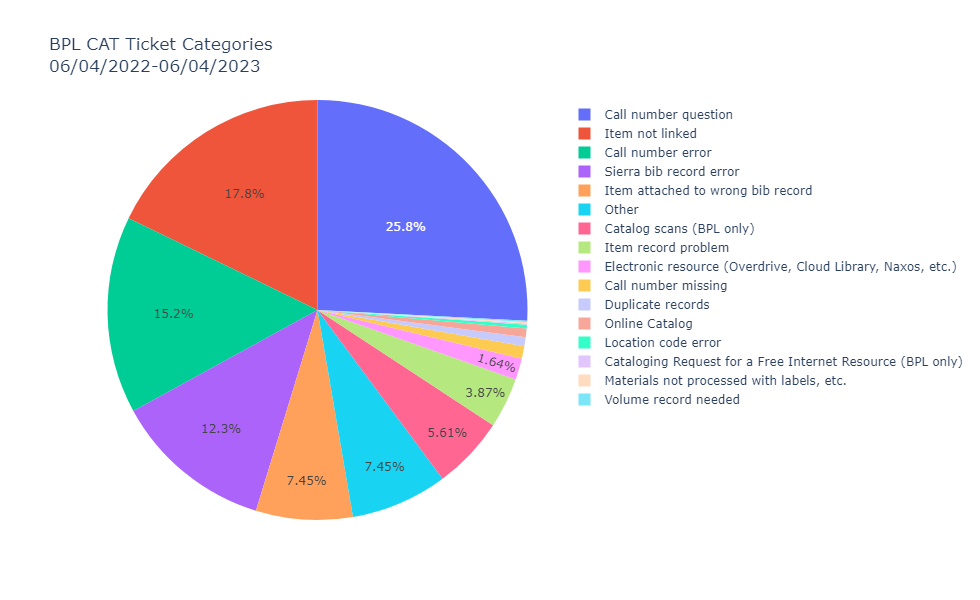 BPL CAT Ticket Categories
06/04/2022-06/04/2023
Call number question
Item not linked
Call number error
Sierra bib record error
Item attached to wrong bib record
Other
Catalog scans (BPL only)
Item record problem
Electronic resource (Overdrive, Cloud Library, Naxos, etc.)
Call number missing
Duplicate records
Online Catalog
Location code error
Cataloging Request for a Free Internet Resource (BPL only)
Materials not processed with labels, etc.
Volume record needed
25.8%
17.8%
15.2%
12.3%
7.45%
7.45%
5.61%
3.87%
1.64%